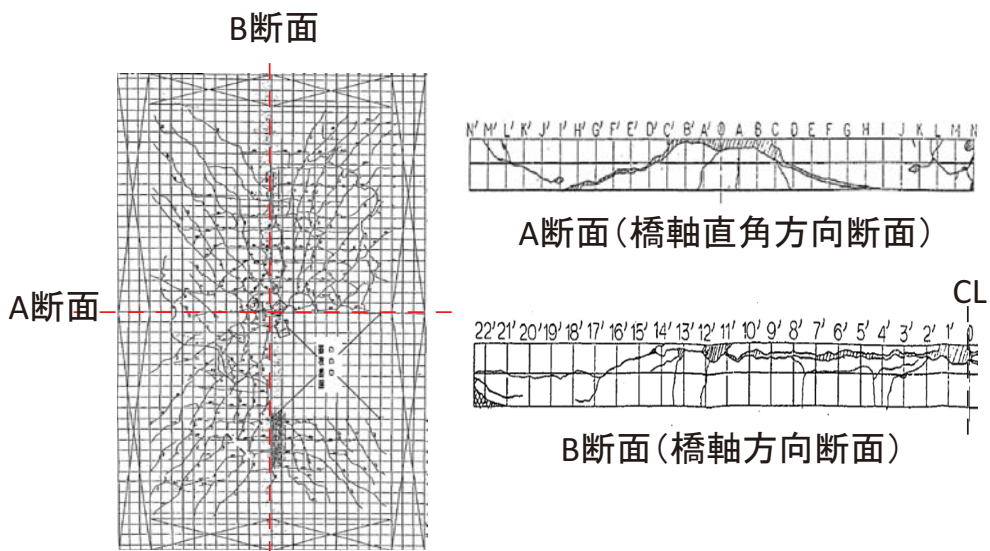 B断面
A断面
N' M' L' K' J' I' H' G' F' E' D' C' B' A' 0 A B C D E F G H I J K L M N
A断面（橋軸直角方向断面）
CL
22' 21' 20' 19' 18' 17' 16' 15' 14' 13' 12' 11' 10' 9' 8' 7' 6' 5' 4' 3' 2' 1' 0
B断面（橋軸方向断面）